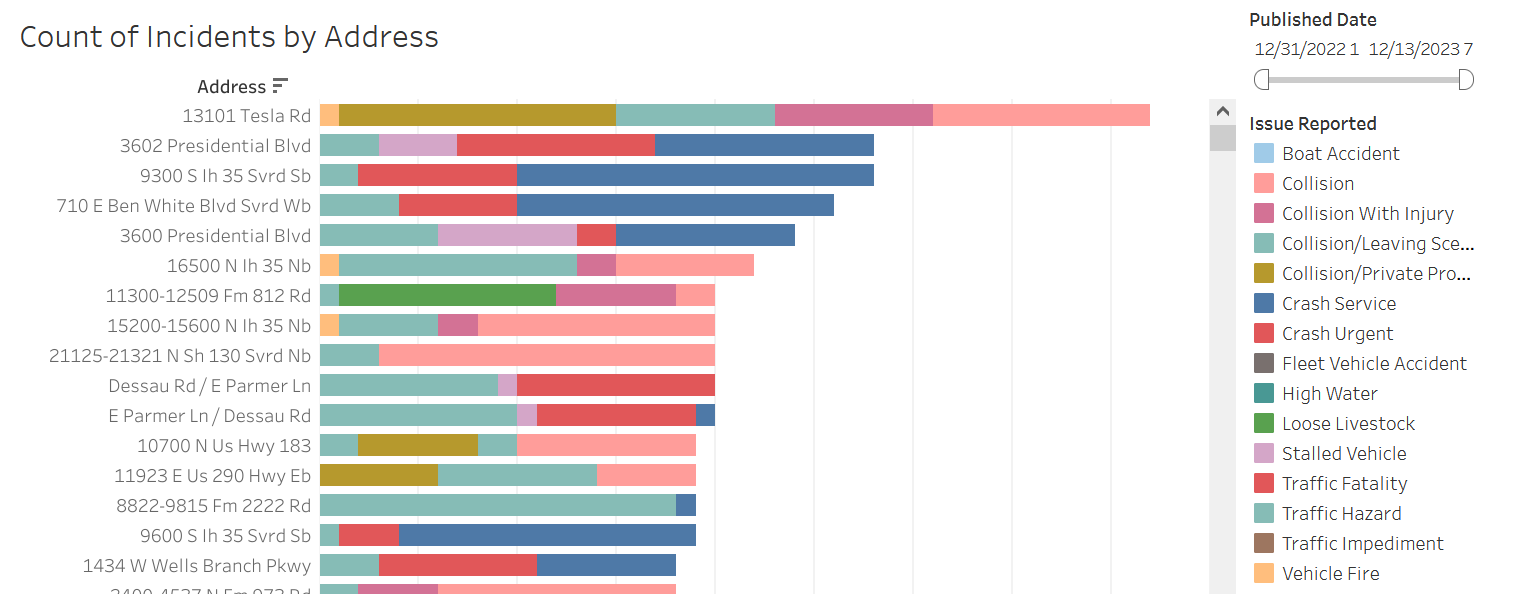 Count of Incidents by Address
Address
13101 Tesla Rd
3602 Presidential Blvd
9300 S Ih 35 Svrd Sb
710 E Ben White Blvd Svrd Wb
3600 Presidential Blvd
16500 N Ih 35 Nb
11300-12509 Fm 812 Rd
15200-15600 N Ih 35 Nb
21125-21321 N Sh 130 Svrd Nb
Dessau Rd / E Parmer Ln
E Parmer Ln / Dessau Rd
10700 N Us Hwy 183
11923 E Us 290 Hwy Eb
8822-9815 Fm 2222 Rd
9600 S Ih 35 Svrd Sb
1434 W Wells Branch Pkwy
Published Date
12/31/2022 1 12/13/2023 7
Issue Reported
Boat Accident
Collision
Collision With Injury
Collision/Leaving Sce...
Collision/Private Pro...
Crash Service
Crash Urgent
Fleet Vehicle Accident
High Water
Loose Livestock
Stalled Vehicle
Traffic Fatality
Traffic Hazard
Traffic Impediment
Vehicle Fire